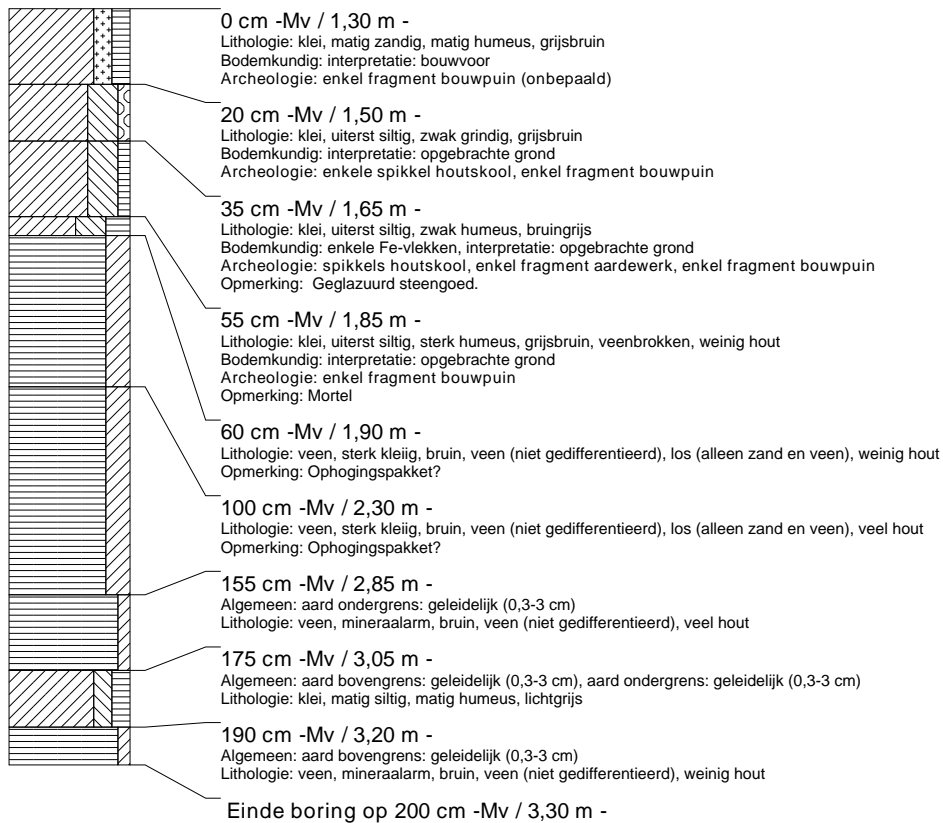 0 cm -Mv / 1,30 m -
Lithologie: klei, matig zandig, matig humeus, grijsbruin
Bodemkundig: interpretatie: bouwvoor
Archeologie: enkel fragment bouwpuin (onbepaald)
20 cm -Mv / 1,50 m -
Lithologie: klei, uiterst siltig, zwak grindig, grijsbruin
Bodemkundig: interpretatie: opgebrachte grond
Archeologie: enkele spikkel houtskool, enkel fragment bouwpuin
35 cm -Mv / 1,65 m -
Lithologie: klei, uiterst siltig, zwak humeus, bruingrijs
Bodemkundig: enkele Fe-vlekken, interpretatie: opgebrachte grond
Archeologie: spikkels houtskool, enkel fragment aardewerk, enkel fragment bouwpuin
Opmerking: Geglazuurd steengoed.
55 cm -Mv / 1,85 m -
Lithologie: klei, uiterst siltig, sterk humeus, grijsbruin, veenbrokken, weinig hout
Bodemkundig: interpretatie: opgebrachte grond
Archeologie: enkel fragment bouwpuin
Opmerking: Mortel
60 cm -Mv / 1,90 m -
Lithologie: veen, sterk kleiig, bruin, veen (niet gedifferentieerd), los (alleen zand en veen), weinig hout
Opmerking: Ophogingspakket?
100 cm -Mv / 2,30 m -
Lithologie: veen, sterk kleiig, bruin, veen (niet gedifferentieerd), los (alleen zand en veen), veel hout
Opmerking: Ophogingspakket?
155 cm -Mv / 2,85 m -
Algemeen: aard ondergrens: geleidelijk (0,3-3 cm)
Lithologie: veen, mineraalarm, bruin, veen (niet gedifferentieerd), veel hout
175 cm -Mv / 3,05 m -
Algemeen: aard bovengrens: geleidelijk (0,3-3 cm), aard ondergrens: geleidelijk (0,3-3 cm)
Lithologie: klei, matig siltig, matig humeus, lichtgrijs
190 cm -Mv / 3,20 m -
Algemeen: aard bovengrens: geleidelijk (0,3-3 cm)
Lithologie: veen, mineraalarm, bruin, veen (niet gedifferentieerd), weinig hout
Einde boring op 200 cm -Mv / 3,30 m -